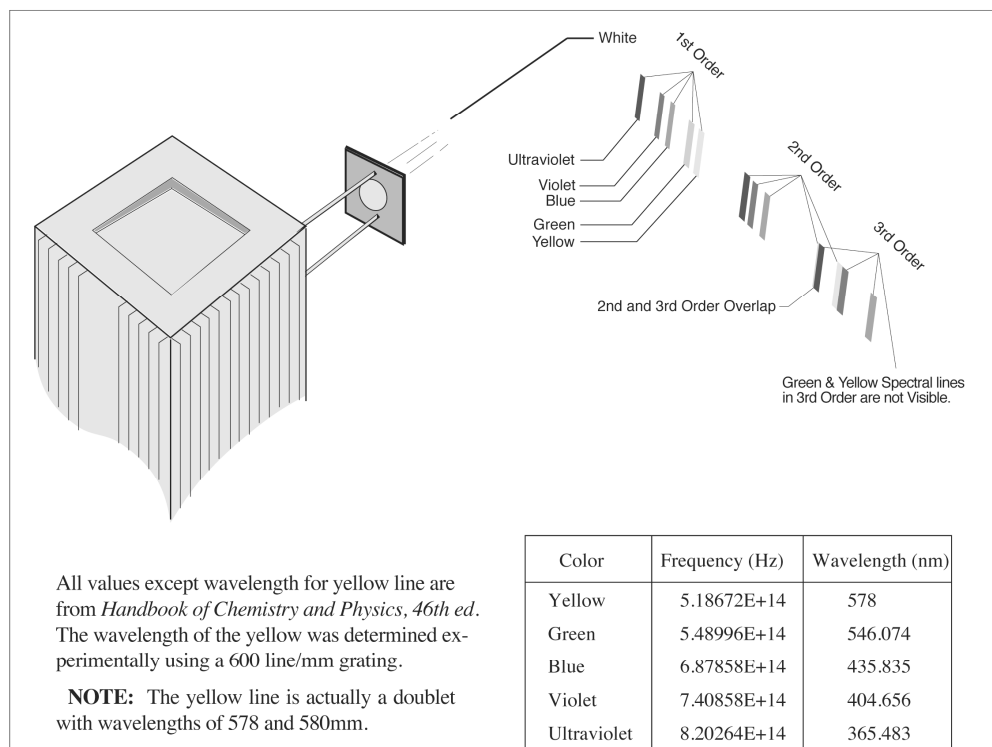 White
1st Order
Ultraviolet
Violet
Blue
Green
Yellow
2nd Order
3rd Order
2nd and 3rd Order Overlap
Green & Yellow Spectral lines
in 3rd Order are not Visible.
All values except wavelength for yellow line are
from Handbook of Chemistry and Physics, 46th ed.
The wavelength of the yellow was determined ex-
perimentally using a 600 line/mm grating.
NOTE: The yellow line is actually a doublet
with wavelengths of 578 and 580mm.
Color Frequency (Hz) Wavelength (nm)
Yellow 5.18672E+14 578
Green 5.48996E+14 546.074
Blue 6.87858E+14 435.835
Violet 7.40858E+14 404.656
Ultraviolet 8.20264E+14 365.483